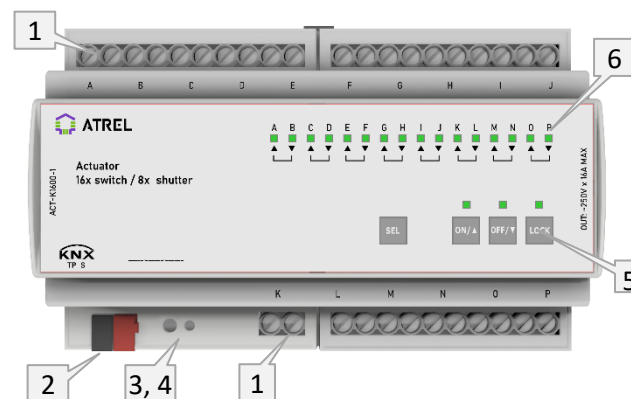 1
A B C D E F G H I J
6
ATREL
A B C D E F G H I J K L M N O P
Actuator
16x switch / 8x shutter
ACT-K1600-1
OUT: ~250V x 16A MAX
SEL ON/▲ OFF/▼ LOCK
KNX
TP S
5
K L M N O P
2 3, 4 1